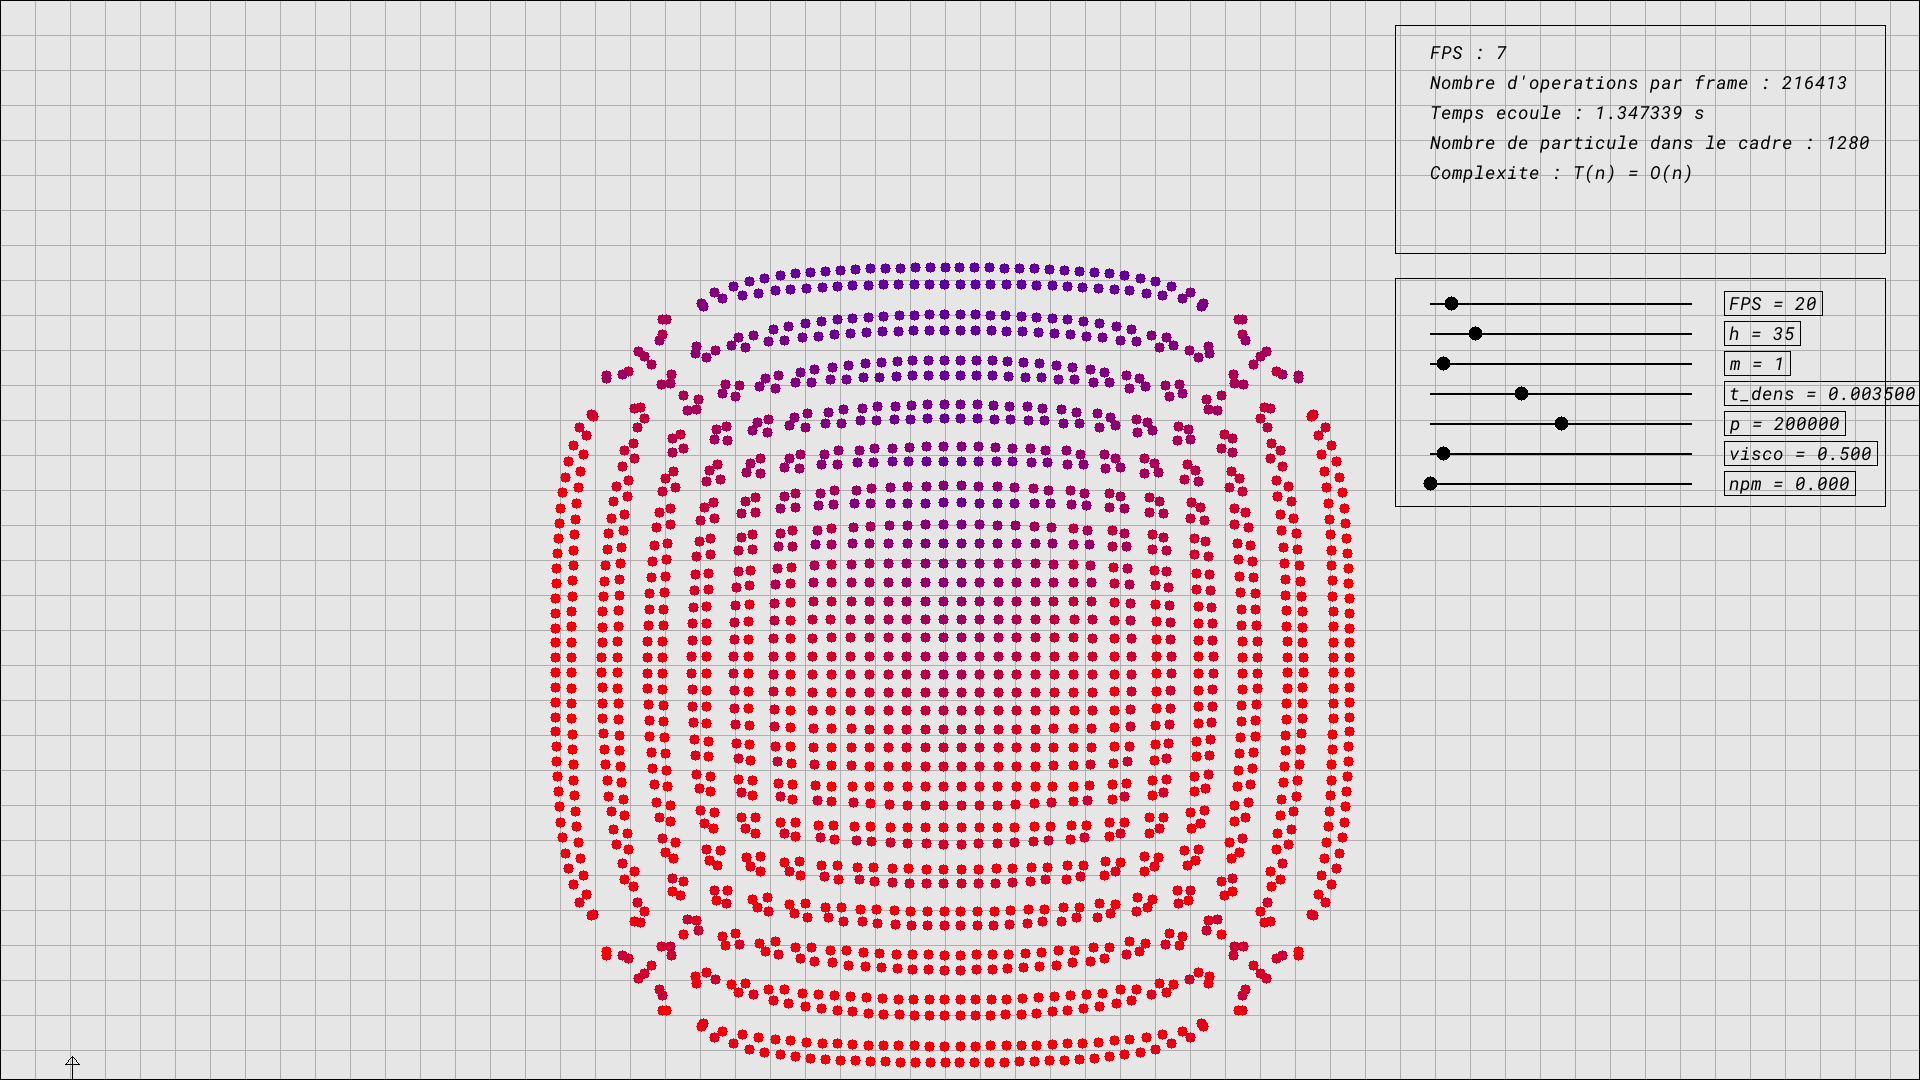 FPS : 7
Nombre d'operations par frame : 216413
Temps ecoule : 1.347339 s
Nombre de particule dans le cadre : 1280
Complexite : T(n) = O(n)
FPS = 20
h = 35
m = 1
t_dens = 0.003500
p = 200000
visco = 0.500
npm = 0.000